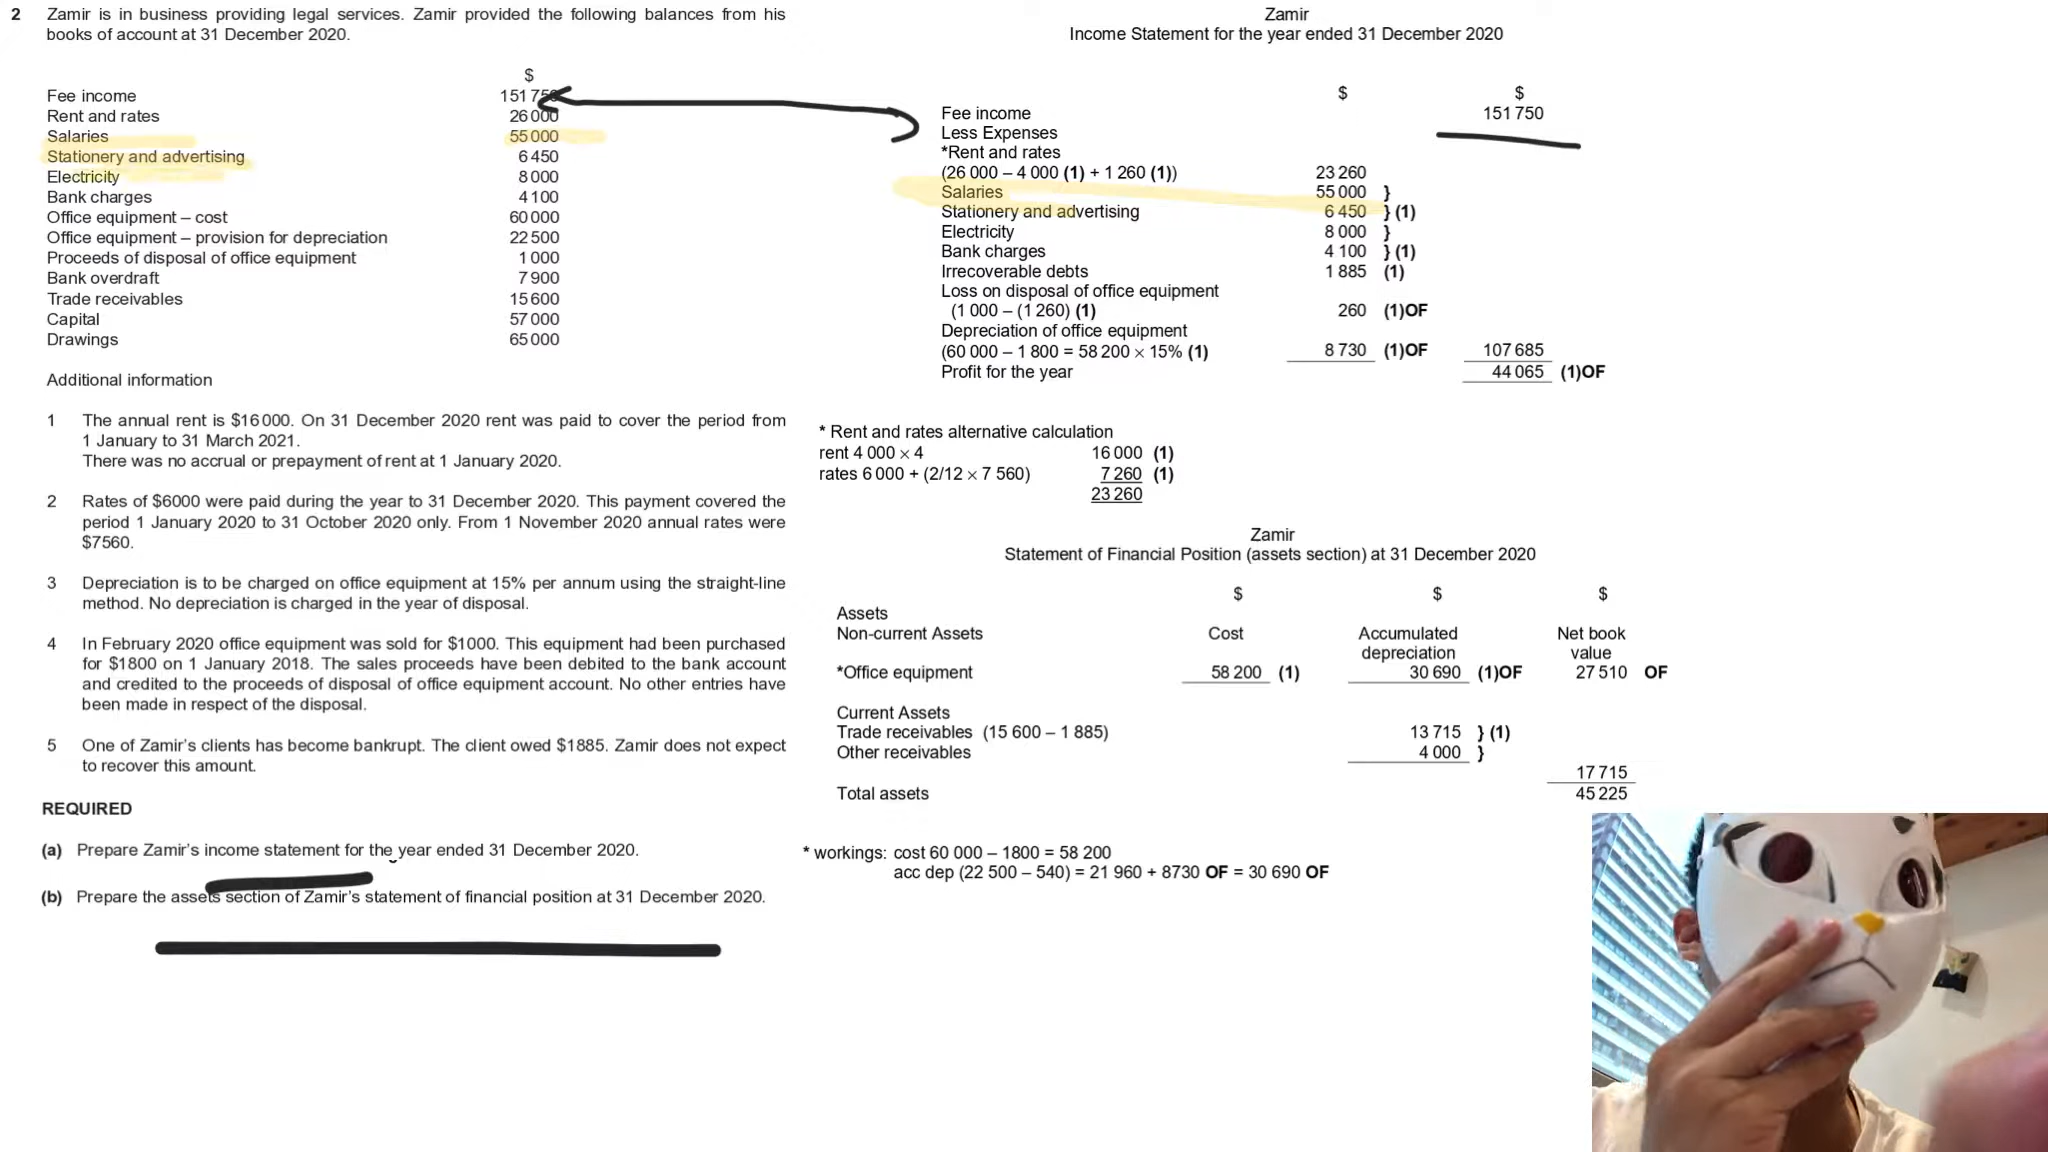 2 Zamir is in business providing legal services. Zamir provided the following balances from his
books of account at 31 December 2020.
$
Fee income 151 750
Rent and rates 26 000
Salaries 55 000
Stationery and advertising 6 450
Electricity 8 000
Bank charges 4 100
Office equipment – cost 60 000
Office equipment – provision for depreciation 22 500
Proceeds of disposal of office equipment 1 000
Bank overdraft 7 900
Trade receivables 15 600
Capital 57 000
Drawings 65 000
Additional information
1 The annual rent is $16 000. On 31 December 2020 rent was paid to cover the period from
1 January to 31 March 2021.
There was no accrual or prepayment of rent at 1 January 2020.
2 Rates of $6000 were paid during the year to 31 December 2020. This payment covered the
period 1 January 2020 to 31 October 2020 only. From 1 November 2020 annual rates were
$7560.
3 Depreciation is to be charged on office equipment at 15% per annum using the straight-line
method. No depreciation is charged in the year of disposal.
4 In February 2020 office equipment was sold for $1000. This equipment had been purchased
for $1800 on 1 January 2018. The sales proceeds have been debited to the bank account
and credited to the proceeds of disposal of office equipment account. No other entries have
been made in respect of the disposal.
5 One of Zamir's clients has become bankrupt. The client owed $1885. Zamir does not expect
to recover this amount.
REQUIRED
(a) Prepare Zamir's income statement for the year ended 31 December 2020.
(b) Prepare the assets section of Zamir's statement of financial position at 31 December 2020.
Zamir
Income Statement for the year ended 31 December 2020
$ $
Fee income 151 750
Less Expenses
*Rent and rates
(26 000 – 4 000 (1) + 1 260 (1)) 23 260
Salaries 55 000 }
Stationery and advertising 6 450 } (1)
Electricity 8 000 }
Bank charges 4 100 } (1)
Irrecoverable debts 1 885 (1)
Loss on disposal of office equipment
(1 000 – (1 260) (1) 260 (1)OF
Depreciation of office equipment
(60 000 – 1 800 = 58 200 × 15% (1) 8 730 (1)OF 107 685
Profit for the year 44 065 (1)OF
* Rent and rates alternative calculation
rent 4 000 × 4 16 000 (1)
rates 6 000 + (2/12 × 7 560) 7 260 (1)
23 260
Zamir
Statement of Financial Position (assets section) at 31 December 2020
$ $ $
Assets
Non-current Assets Cost Accumulated Net book
depreciation value
*Office equipment 58 200 (1) 30 690 (1)OF 27 510 OF
Current Assets
Trade receivables (15 600 – 1 885) 13 715 } (1)
Other receivables 4 000 }
17 715
Total assets 45 225
* workings: cost 60 000 – 1800 = 58 200
acc dep (22 500 – 540) = 21 960 + 8730 OF = 30 690 OF